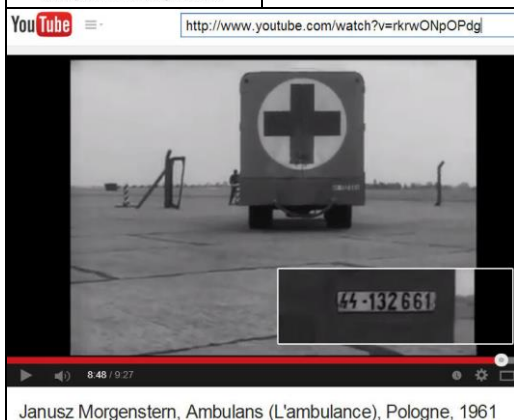 YouTube
http://www.youtube.com/watch?v=rkrwONpOPdg
44-132661
8:48 / 9:27
Janusz Morgenstern, Ambulans (L'ambulance), Pologne, 1961